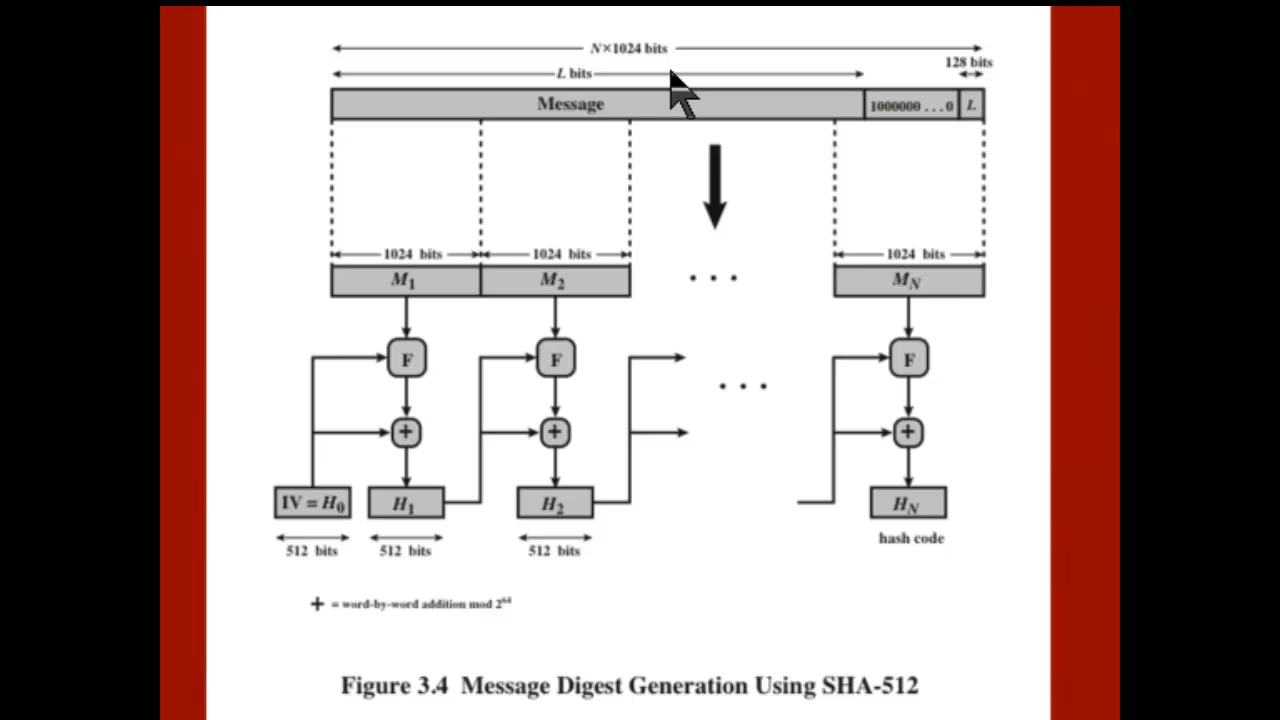 N×1024 bits
128 bits
L bits
Message
1000000 . . . 0
L
1024 bits
1024 bits
1024 bits
M1
M2
. . .
MN
F
F
F
. . .
+
+
+
IV = H0
H1
H2
HN
512 bits
512 bits
512 bits
hash code
+ = word-by-word addition mod 2^64
Figure 3.4 Message Digest Generation Using SHA-512